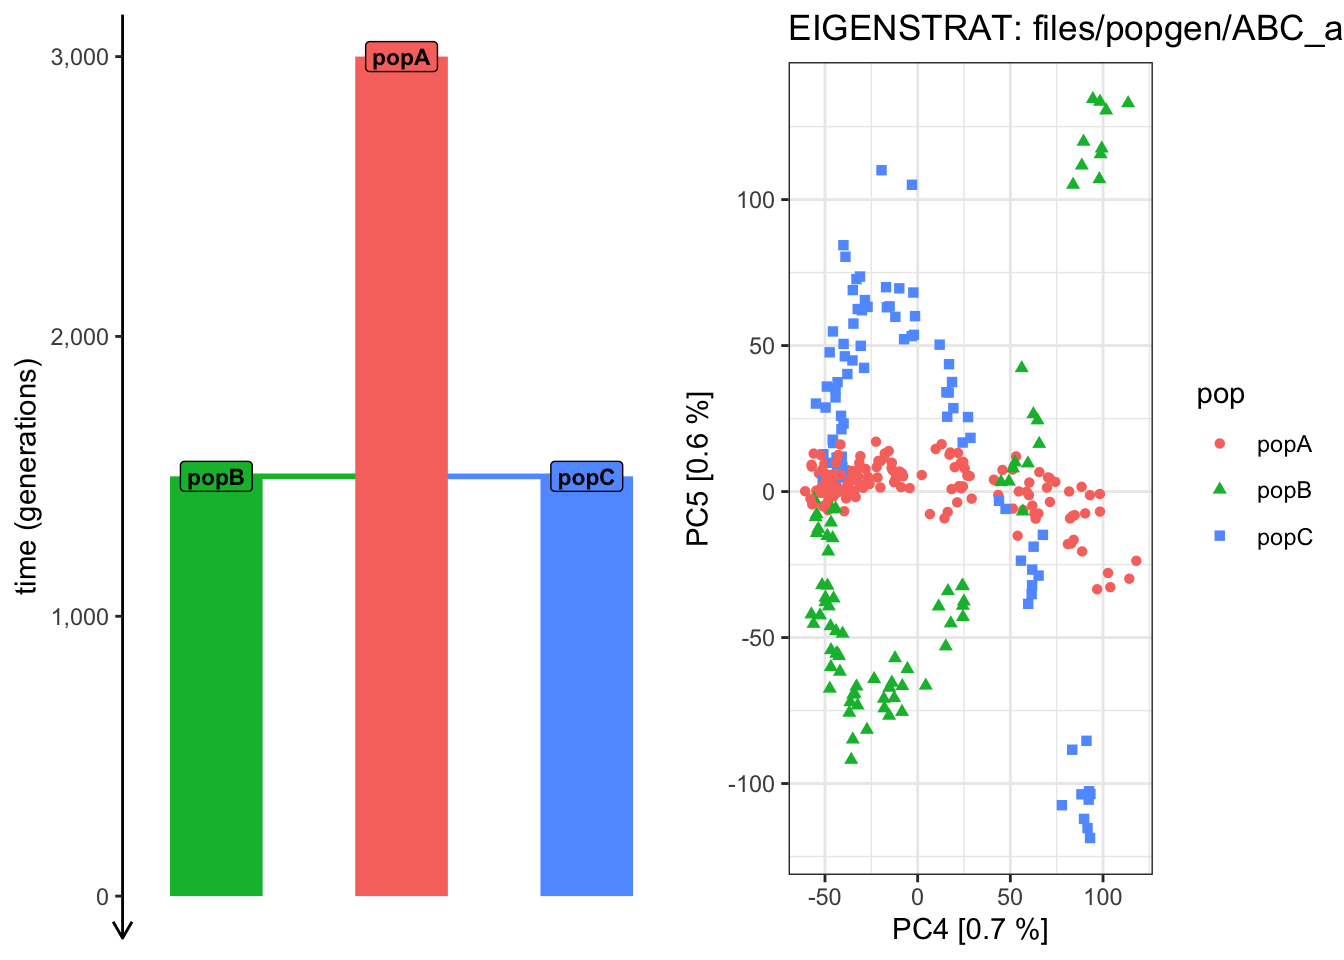 time (generations)
3,000
2,000
1,000
0
popA
popB
popC
EIGENSTRAT: files/popgen/ABC_a
PC5 [0.6 %]
100
50
0
-50
-100
-50
0
50
100
PC4 [0.7 %]
pop
popA
popB
popC